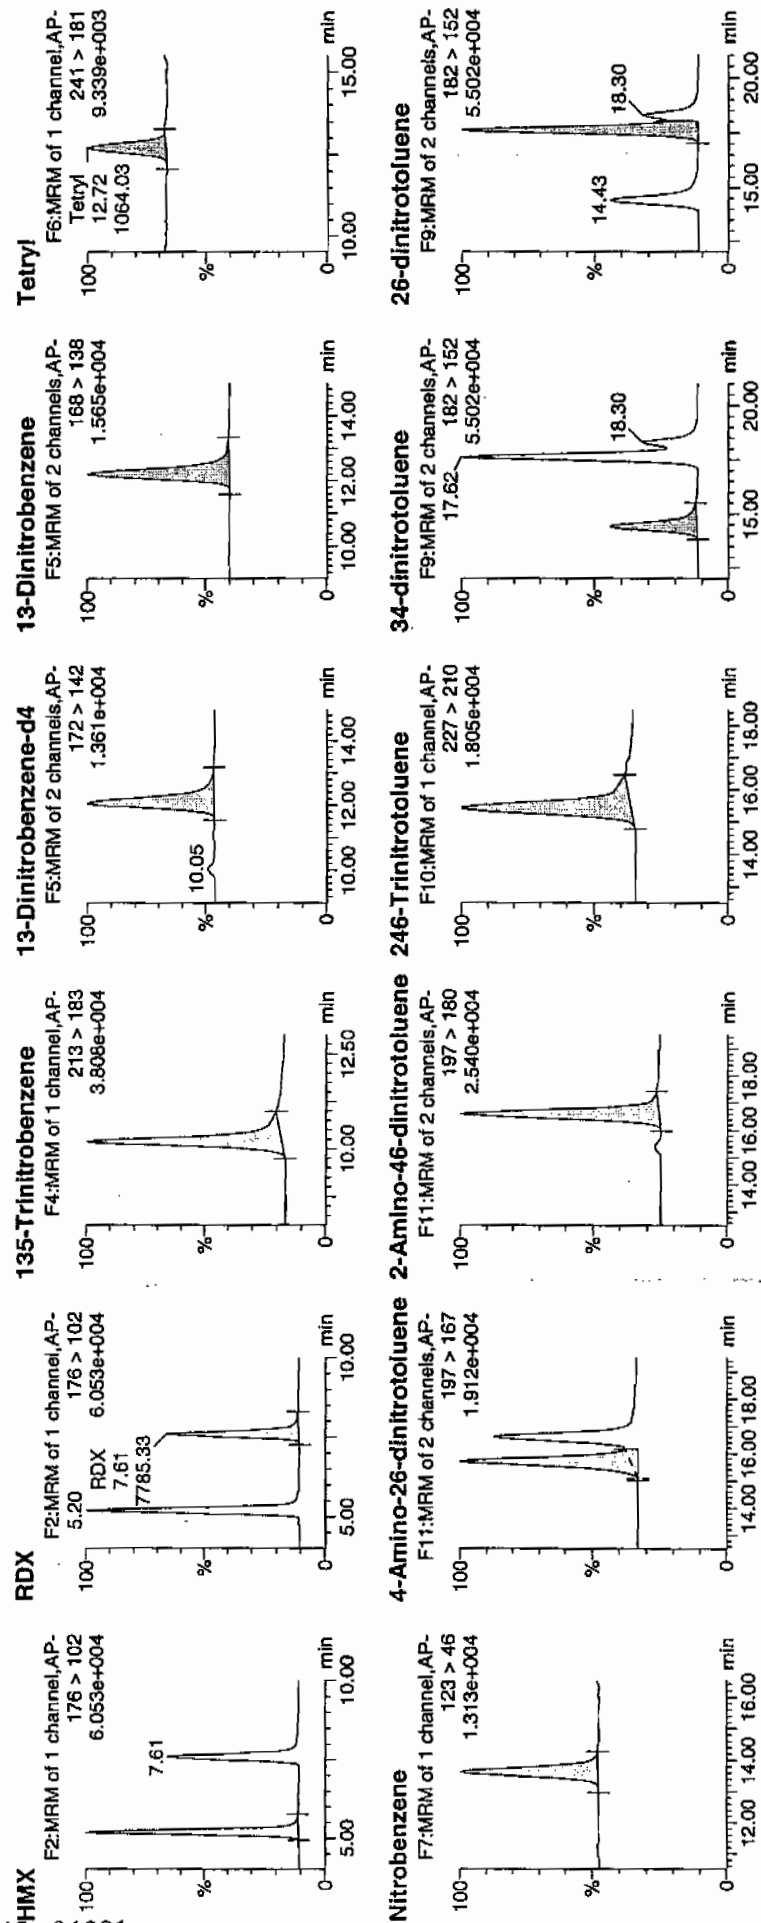 HMX
F2:MRM of 1 channel,AP-
176 > 102
6.053e+004
100
7.61
%
0
5.00
10.00
min
RDX
F2:MRM of 1 channel,AP-
5.20
176 > 102
6.053e+004
100
RDX
7.61
7785.33
%
0
5.00
10.00
min
135-Trinitrobenzene
F4:MRM of 1 channel,AP-
213 > 183
3.808e+004
100
%
0
10.00
12.50
min
13-Dinitrobenzene-d4
F5:MRM of 2 channels,AP-
172 > 142
1.361e+004
100
10.05
%
0
10.00
12.00
14.00
min
13-Dinitrobenzene
F5:MRM of 2 channels,AP-
168 > 138
1.565e+004
100
%
0
10.00
12.00
14.00
min
Tetryl
F6:MRM of 1 channel,AP-
Tetryl
241 > 181
12.72
9.339e+003
1064.03
100
%
0
10.00
15.00
min
Nitrobenzene
F7:MRM of 1 channel,AP-
123 > 46
1.313e+004
100
%
0
12.00
14.00
16.00
min
4-Amino-26-dinitrotoluene
F11:MRM of 2 channels,AP-
197 > 167
1.912e+004
100
%
0
14.00
16.00
18.00
min
2-Amino-46-dinitrotoluene
F11:MRM of 2 channels,AP-
197 > 180
2.540e+004
100
%
0
14.00
16.00
18.00
min
246-Trinitrotoluene
F10:MRM of 1 channel,AP-
227 > 210
1.805e+004
100
%
0
14.00
16.00
18.00
min
34-dinitrotoluene
F9:MRM of 2 channels,AP-
182 > 152
5.502e+004
17.62
100
18.30
%
0
15.00
20.00
min
26-dinitrotoluene
F9:MRM of 2 channels,AP-
182 > 152
5.502e+004
100
14.43
18.30
%
0
15.00
20.00
min